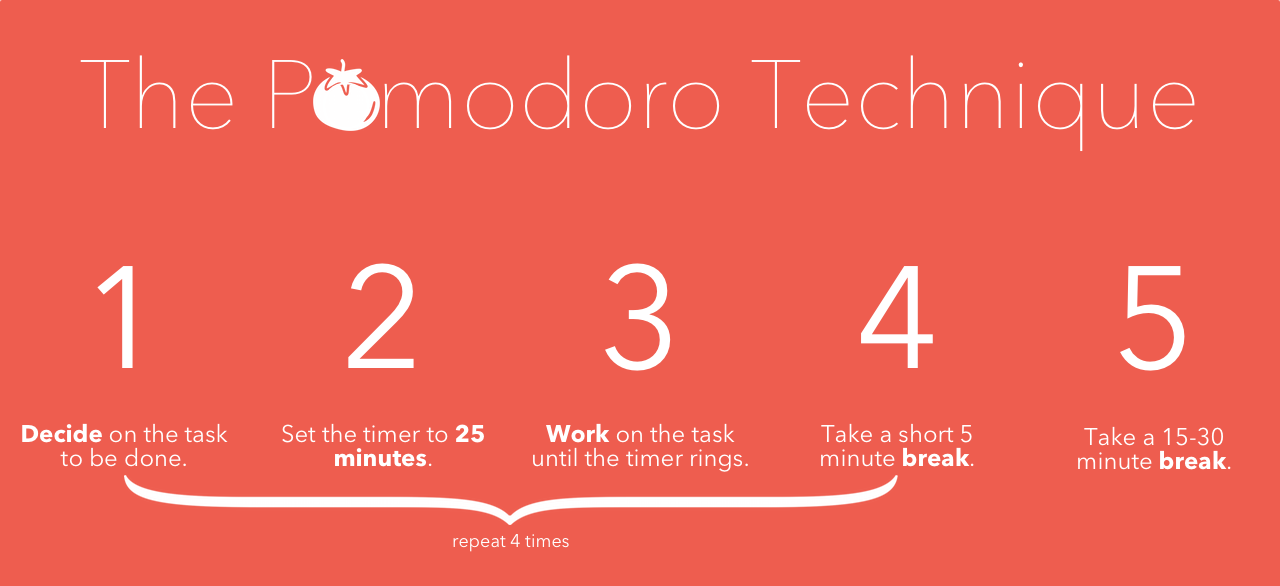 The Pomodoro Technique
1 2 3 4 5
Decide on the task
to be done.
Set the timer to 25
minutes.
Work on the task
until the timer rings.
Take a short 5
minute break.
Take a 15-30
minute break.
repeat 4 times